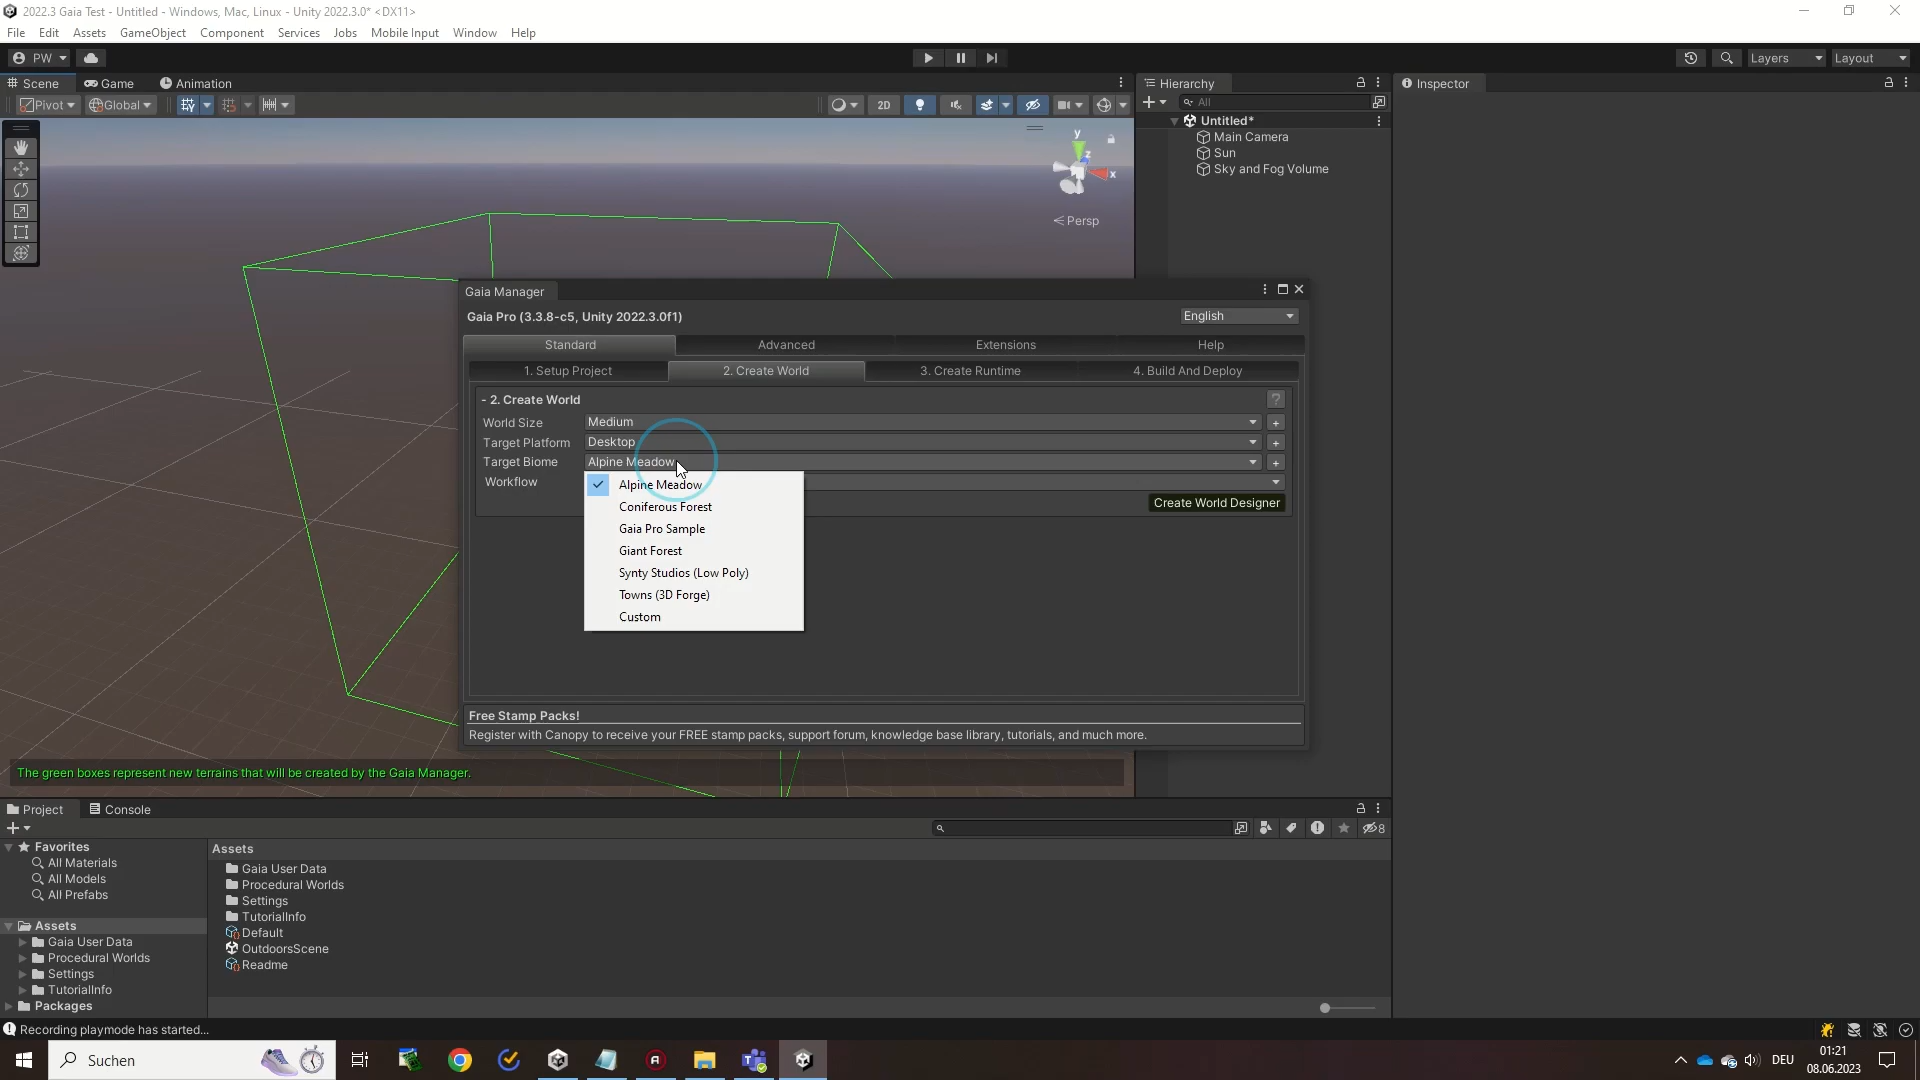 2022.3 Gaia Test - Untitled - Windows, Mac, Linux - Unity 2022.3.0* <DX11>
File Edit Assets GameObject Component Services Jobs Mobile Input Window Help
PW Layers Layout
Scene Game Animation
Pivot Global 2D
Hierarchy
All
Untitled*
Main Camera
Sun
Sky and Fog Volume
Inspector
y
z
x
Persp
Gaia Manager
Gaia Pro (3.3.8-c5, Unity 2022.3.0f1) English
Standard Advanced Extensions Help
1. Setup Project 2. Create World 3. Create Runtime 4. Build And Deploy
- 2. Create World ?
World Size Medium +
Target Platform Desktop +
Target Biome Alpine Meadow +
Workflow
Alpine Meadow
Coniferous Forest
Gaia Pro Sample
Giant Forest
Synty Studios (Low Poly)
Towns (3D Forge)
Custom
Create World Designer
Free Stamp Packs!
Register with Canopy to receive your FREE stamp packs, support forum, knowledge base library, tutorials, and much more.
The green boxes represent new terrains that will be created by the Gaia Manager.
Project Console
8
Favorites
All Materials
All Models
All Prefabs
Assets
Gaia User Data
Procedural Worlds
Settings
TutorialInfo
Packages
Assets
Gaia User Data
Procedural Worlds
Settings
TutorialInfo
Default
OutdoorsScene
Readme
Recording playmode has started...
Suchen
DEU
01:21
08.06.2023